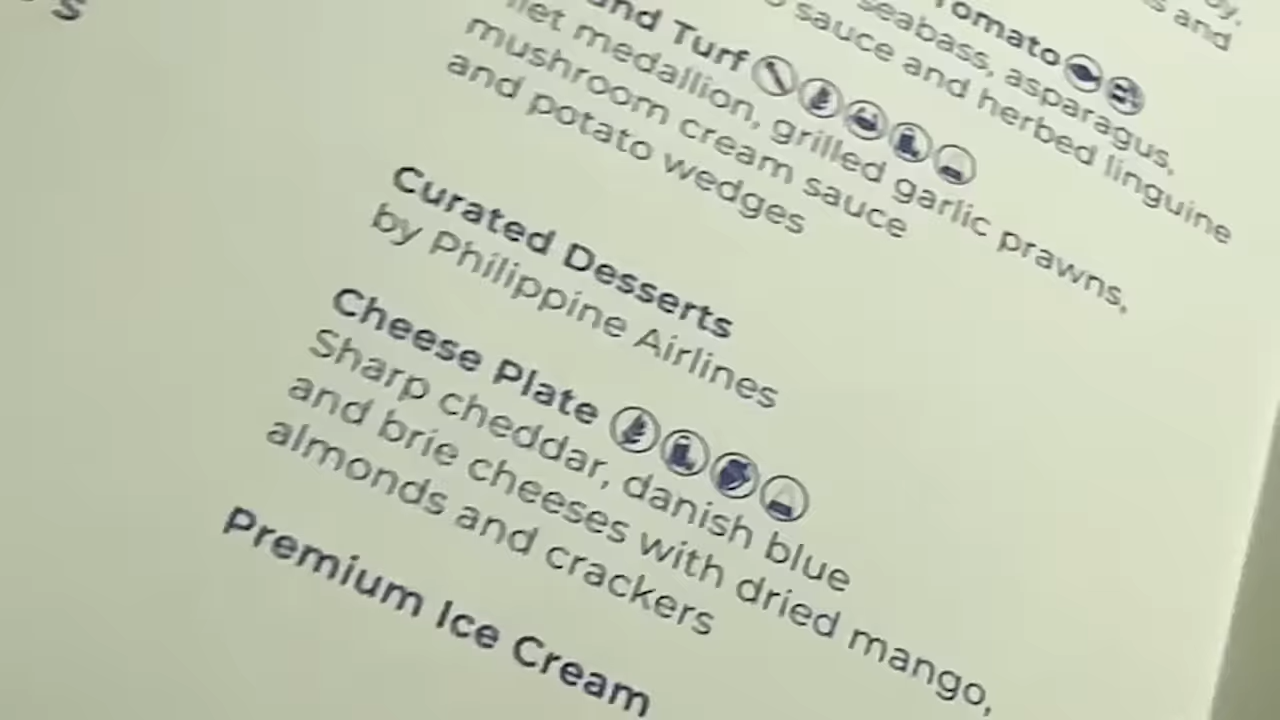 Tomato
seabass, asparagus,
sauce and herbed linguine
and Turf
medallion, grilled garlic prawns,
mushroom cream sauce
and potato wedges
Curated Desserts
by Philippine Airlines
Cheese Plate
Sharp cheddar, danish blue
and brie cheeses with dried mango,
almonds and crackers
Premium Ice Cream